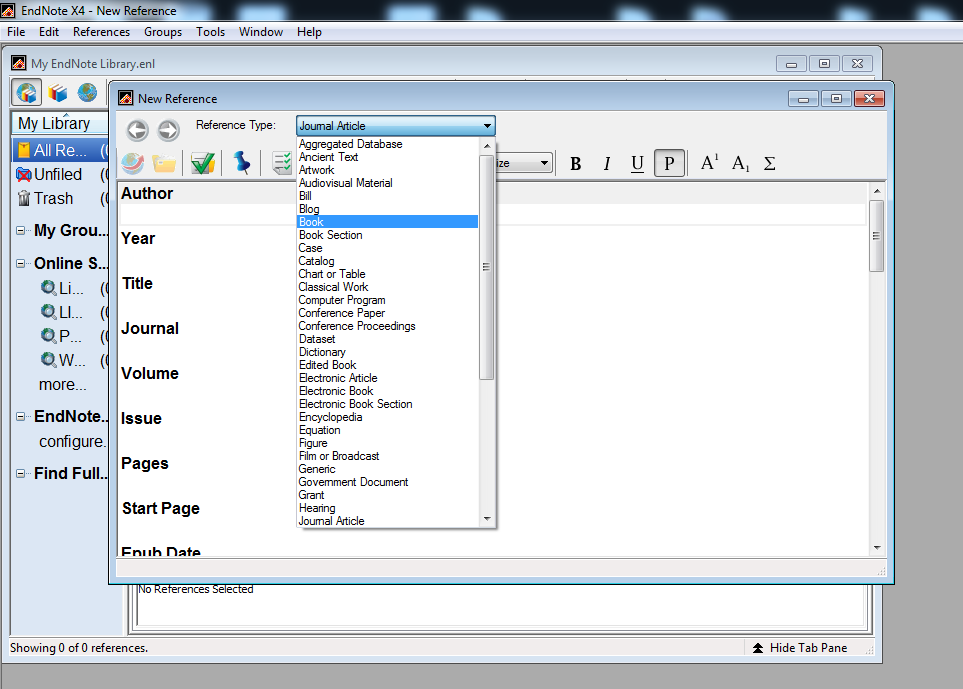 EndNote X4 - New Reference
File Edit References Groups Tools Window Help
My EndNote Library.enl
New Reference
Reference Type: Journal Article
My Library
All Re...
Unfiled
Trash
My Grou...
Online S...
Li...
LI...
P...
W...
more...
EndNote...
configure.
Find Full...
Aggregated Database
Ancient Text
Artwork
Audiovisual Material
Bill
Blog
Book
Book Section
Case
Catalog
Chart or Table
Classical Work
Computer Program
Conference Paper
Conference Proceedings
Dataset
Dictionary
Edited Book
Electronic Article
Electronic Book
Electronic Book Section
Encyclopedia
Equation
Figure
Film or Broadcast
Generic
Government Document
Grant
Hearing
Journal Article
B I U P A¹ A₁ Σ
Author
Year
Title
Journal
Volume
Issue
Pages
Start Page
Epub Date
No References Selected
Showing 0 of 0 references.
Hide Tab Pane